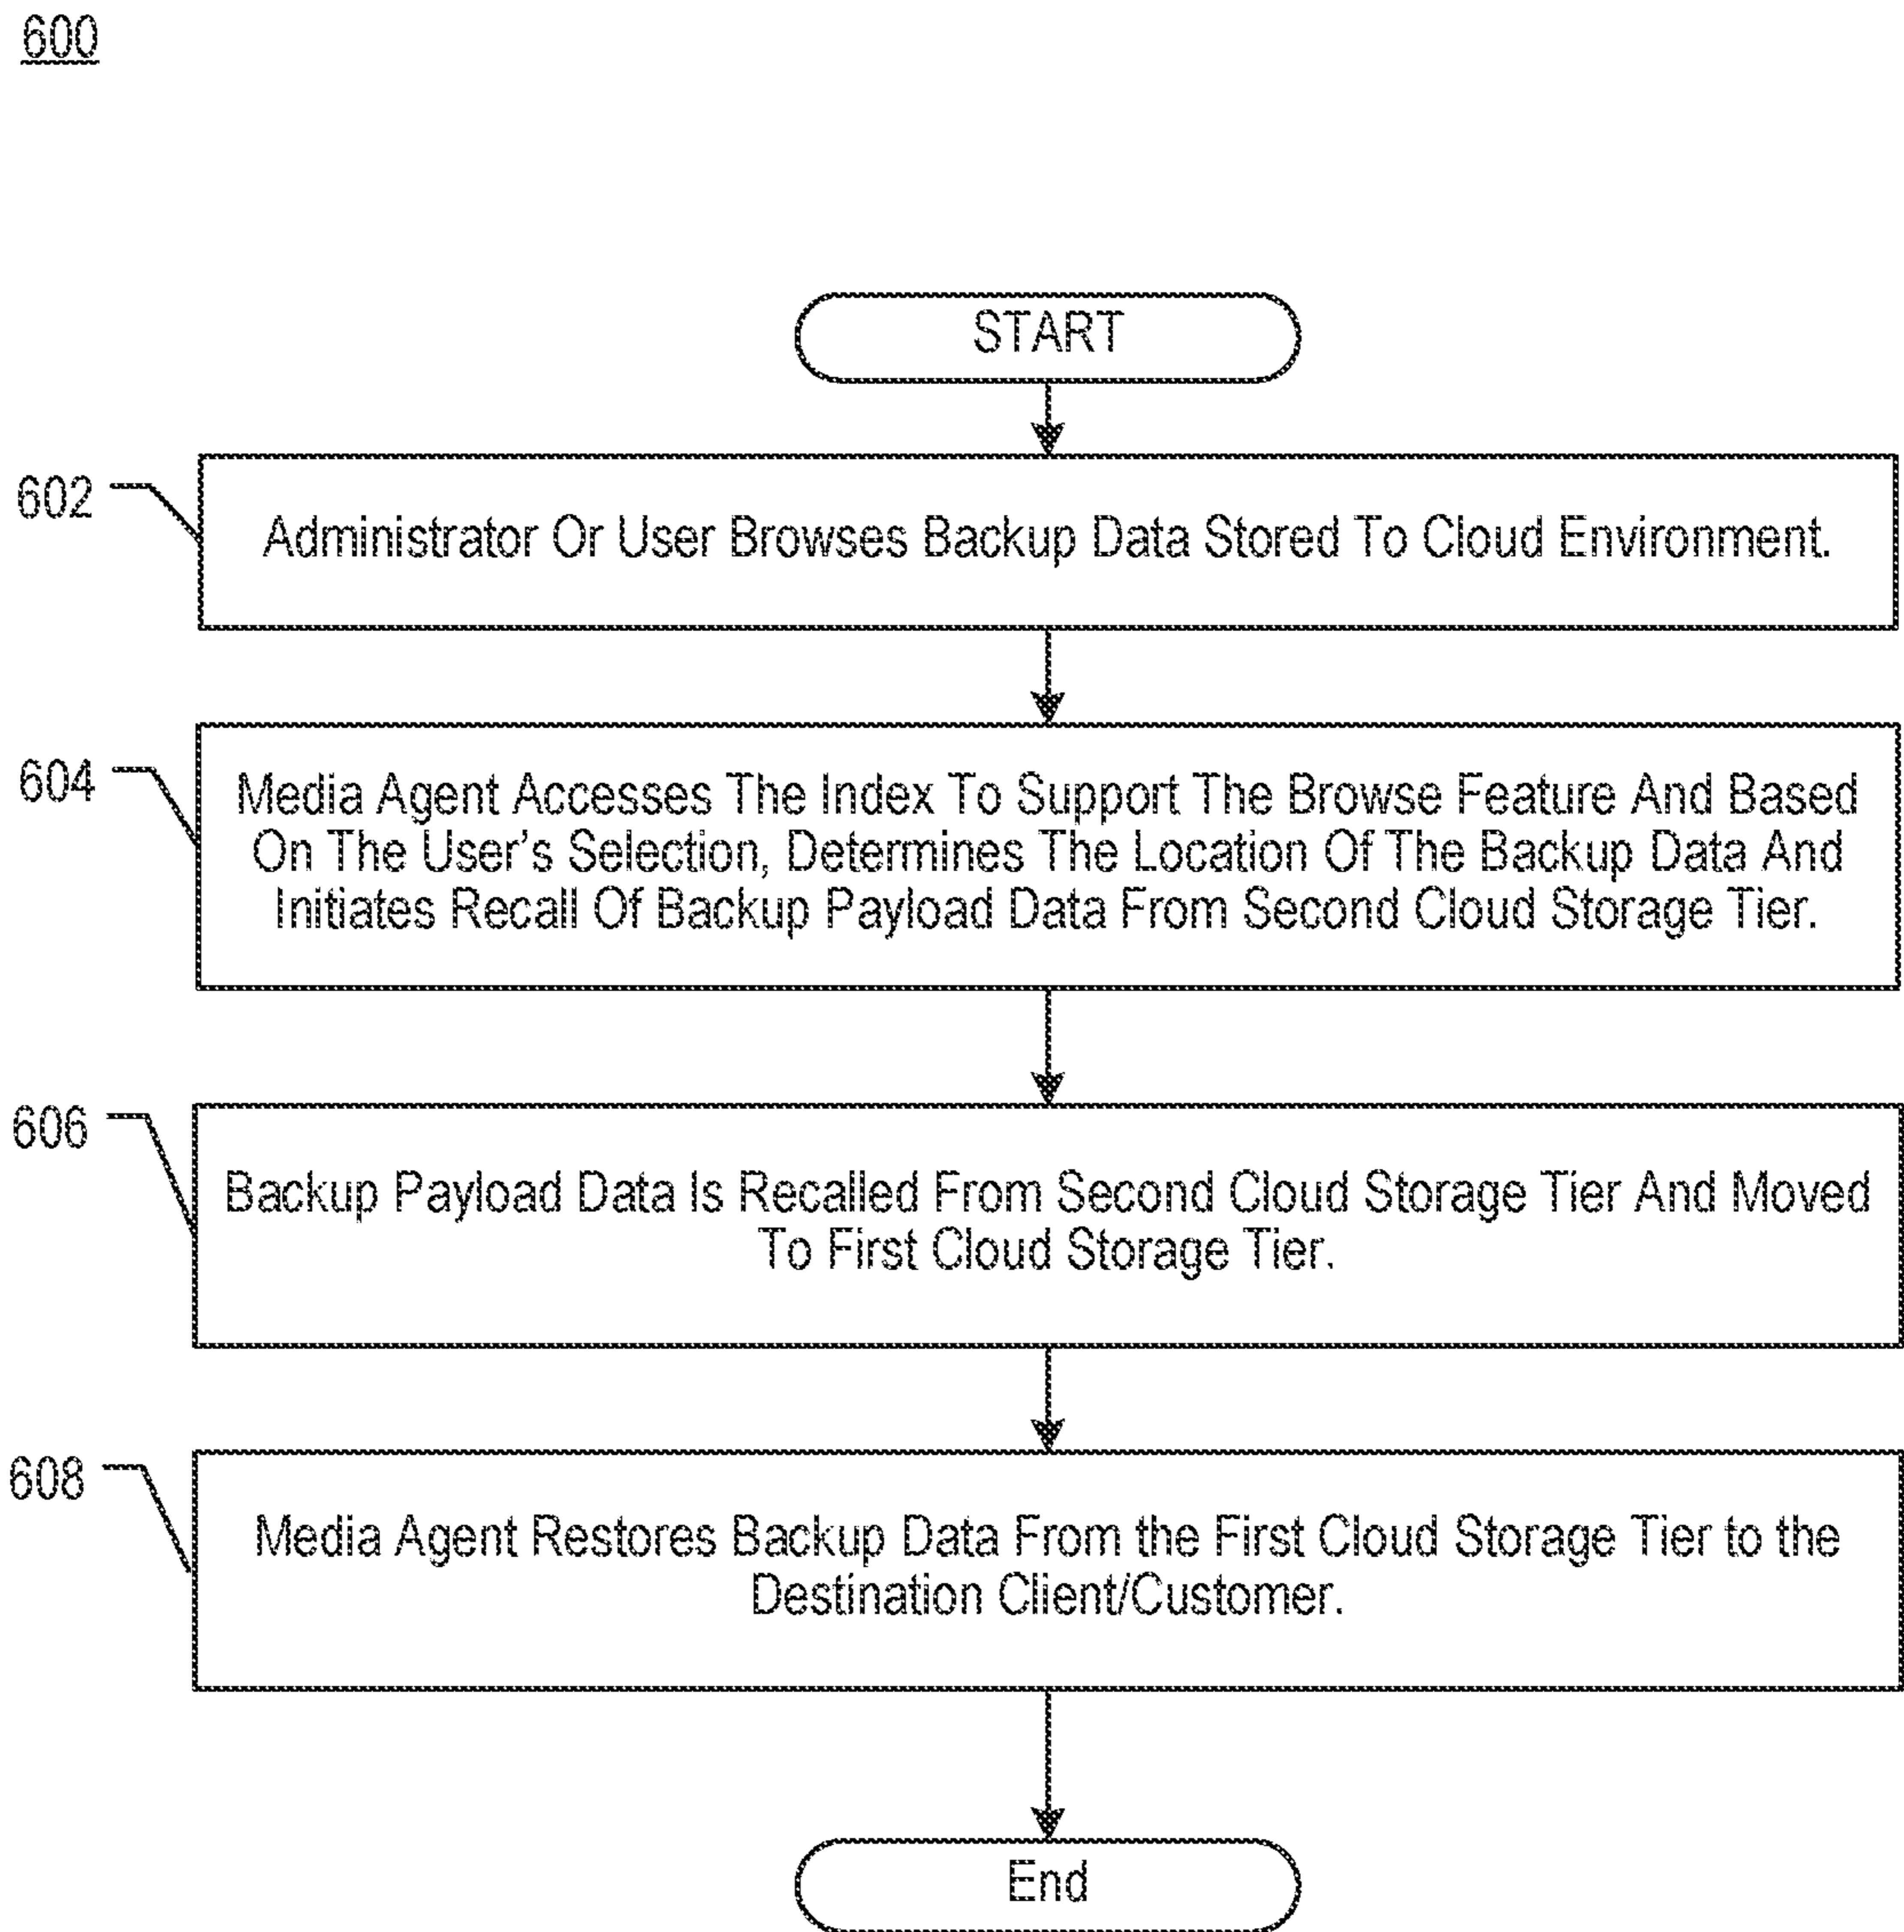 600
START
602
Administrator Or User Browses Backup Data Stored To Cloud Environment.
604
Media Agent Accesses The Index To Support The Browse Feature And Based
On The User's Selection, Determines The Location Of The Backup Data And
Initiates Recall Of Backup Payload Data From Second Cloud Storage Tier.
606
Backup Payload Data Is Recalled From Second Cloud Storage Tier And Moved
To First Cloud Storage Tier.
608
Media Agent Restores Backup Data From the First Cloud Storage Tier to the
Destination Client/Customer.
End